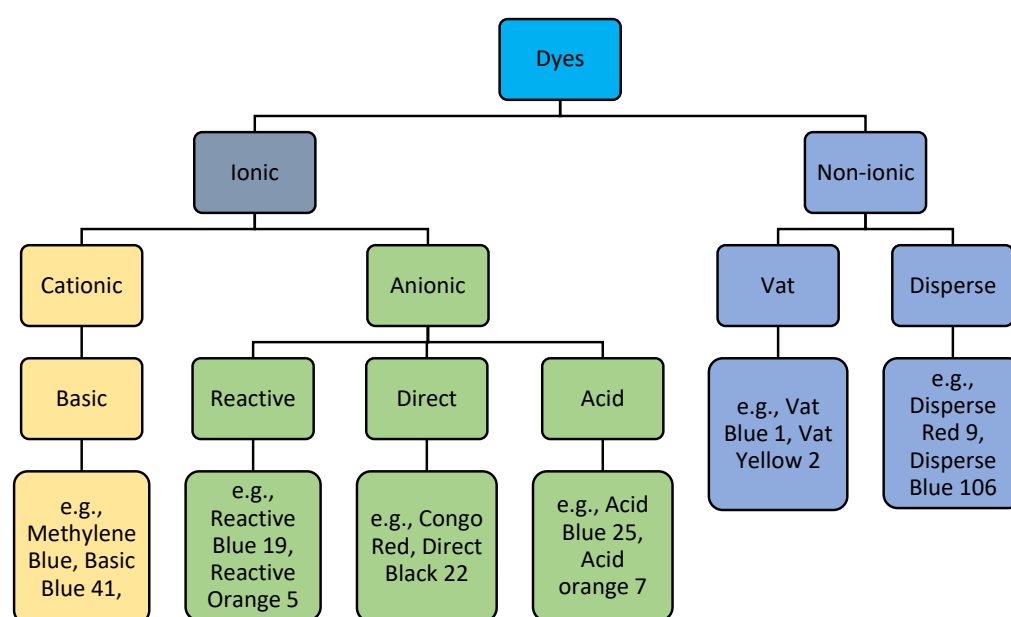 Dyes
Ionic
Non-ionic
Cationic
Anionic
Vat
Disperse
Basic
Reactive
Direct
Acid
e.g., Vat
Blue 1, Vat
Yellow 2
e.g.,
Disperse
Red 9,
Disperse
Blue 106
e.g.,
Methylene
Blue, Basic
Blue 41,
e.g.,
Reactive
Blue 19,
Reactive
Orange 5
e.g., Congo
Red, Direct
Black 22
e.g., Acid
Blue 25,
Acid
orange 7